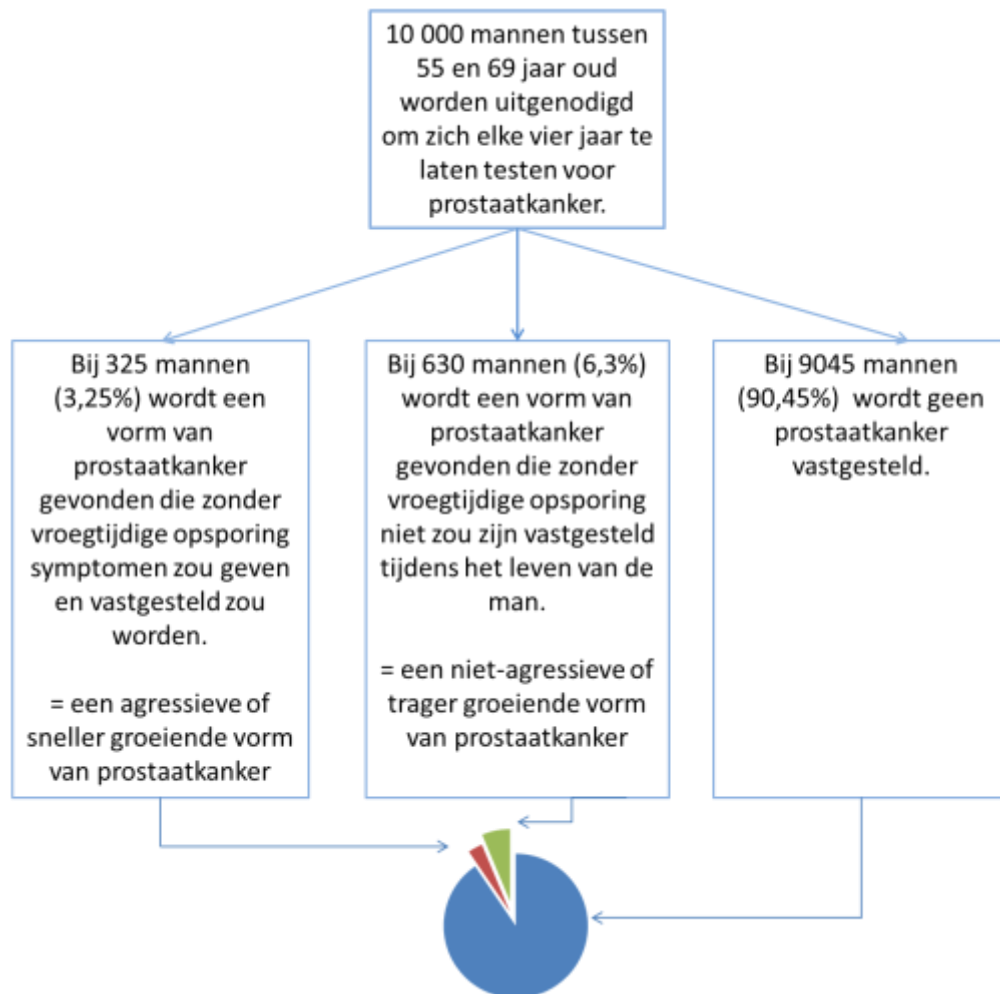 10 000 mannen tussen
55 en 69 jaar oud
worden uitgenodigd
om zich elke vier jaar te
laten testen voor
prostaatkanker.
Bij 325 mannen
(3,25%) wordt een
vorm van
prostaatkanker
gevonden die zonder
vroegtijdige opsporing
symptomen zou geven
en vastgesteld zou
worden.
= een agressieve of
sneller groeiende vorm
van prostaatkanker
Bij 630 mannen (6,3%)
wordt een vorm van
prostaatkanker
gevonden die zonder
vroegtijdige opsporing
niet zou zijn vastgesteld
tijdens het leven van de
man.
= een niet-agressieve of
trager groeiende vorm
van prostaatkanker
Bij 9045 mannen
(90,45%) wordt geen
prostaatkanker
vastgesteld.